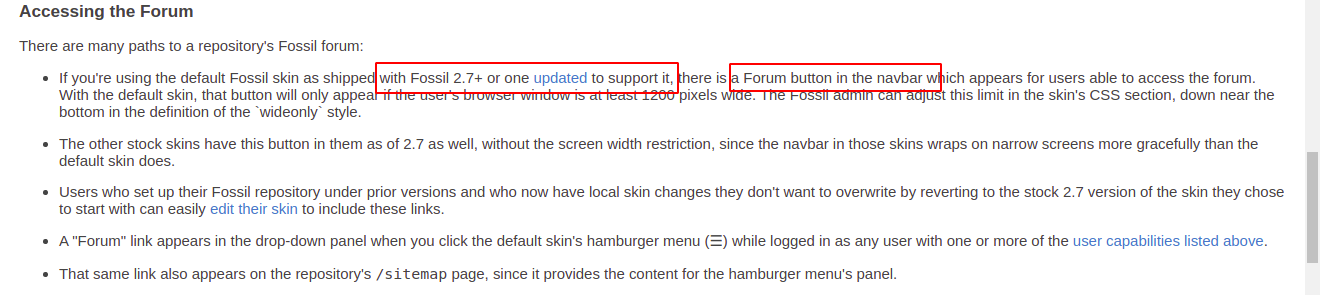 Accessing the Forum
There are many paths to a repository's Fossil forum:
• If you're using the default Fossil skin as shipped with Fossil 2.7+ or one updated to support it, there is a Forum button in the navbar which appears for users able to access the forum.
With the default skin, that button will only appear if the user's browser window is at least 1200 pixels wide. The Fossil admin can adjust this limit in the skin's CSS section, down near the
bottom in the definition of the `wideonly` style.
• The other stock skins have this button in them as of 2.7 as well, without the screen width restriction, since the navbar in those skins wraps on narrow screens more gracefully than the
default skin does.
• Users who set up their Fossil repository under prior versions and who now have local skin changes they don't want to overwrite by reverting to the stock 2.7 version of the skin they chose
to start with can easily edit their skin to include these links.
• A "Forum" link appears in the drop-down panel when you click the default skin's hamburger menu (☰) while logged in as any user with one or more of the user capabilities listed above.
• That same link also appears on the repository's /sitemap page, since it provides the content for the hamburger menu's panel.